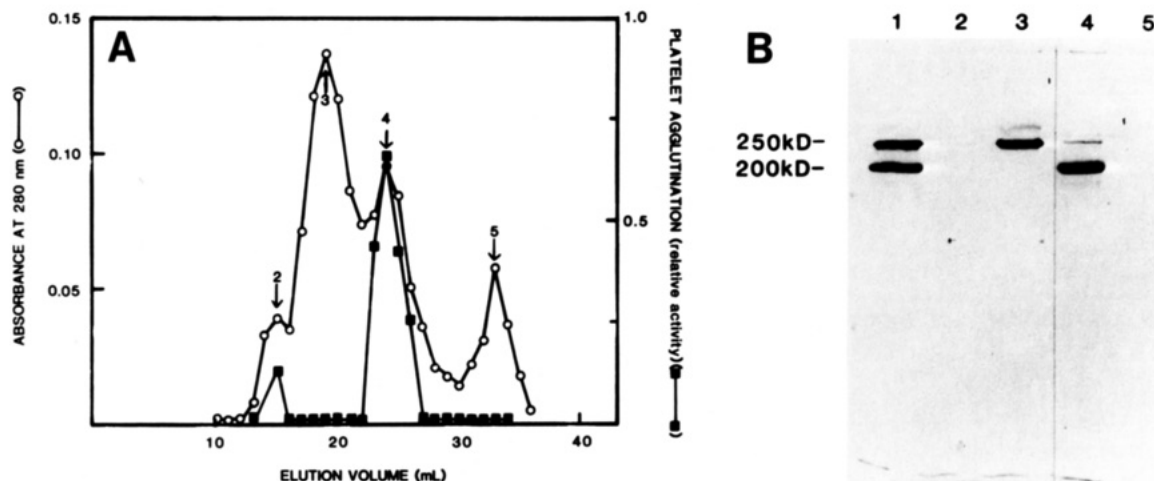 A
0.15
0.10
0.05
ABSORBANCE AT 280 nm (○——○)
1.0
0.5
PLATELET AGGLUTINATION (relative activity)(■——■)
2
3
4
5
10 20 30 40
ELUTION VOLUME (mL)
B
1 2 3 4 5
250kD-
200kD-